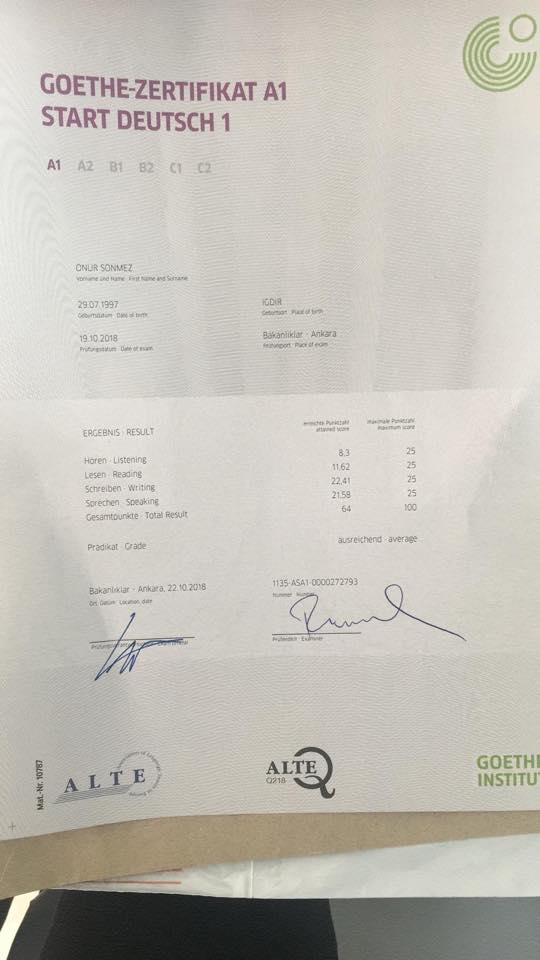 GOETHE-ZERTIFIKAT A1
START DEUTSCH 1
A1 A2 B1 B2 C1 C2
ONUR SONMEZ
Vorname und Name · First Name and Surname
29.07.1997
Geburtsdatum · Date of birth
IGDIR
Geburtsort · Place of birth
19.10.2018
Prüfungsdatum · Date of exam
Bakanlıklar - Ankara
Prüfungsort · Place of exam
ERGEBNIS · RESULT
erreichte Punktzahl maximale Punktzahl
attained score maximum score
Hören · Listening 8,3 25
Lesen · Reading 11,62 25
Schreiben · Writing 22,41 25
Sprechen · Speaking 21,58 25
Gesamtpunkte · Total Result 64 100
Prädikat · Grade ausreichend · average
Bakanlıklar - Ankara, 22.10.2018
Ort, Datum · Location, date
1135-ASA1-0000272793
Nummer · Number
Prüfende/r · Examiner
Mat.-Nr. 10787
ALTE
ALTE
Q218
GOETHE
INSTITU